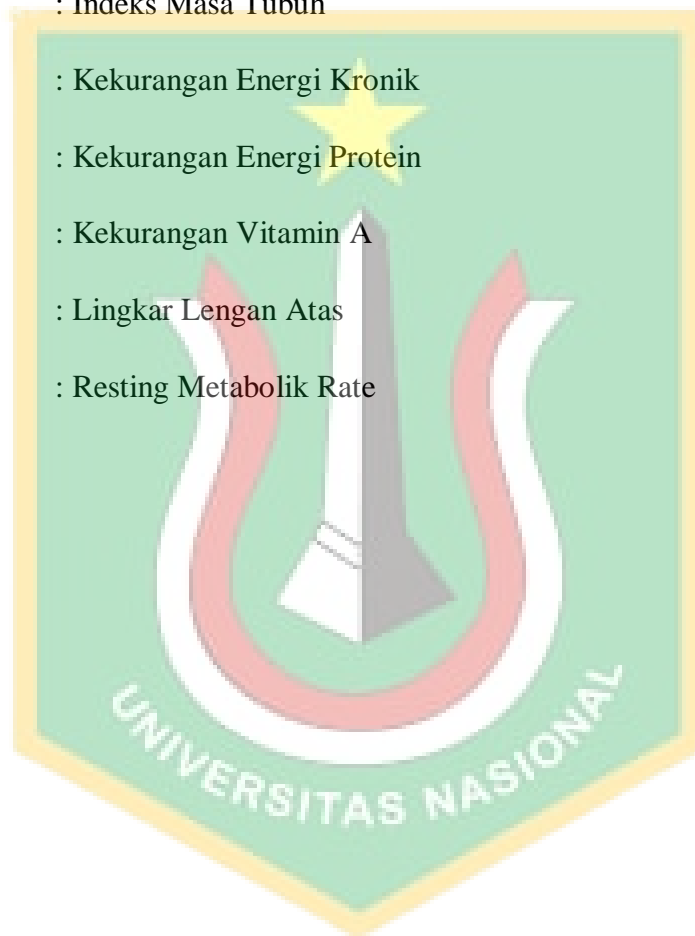 : Indeks Masa Tubuh
: Kekurangan Energi Kronik
: Kekurangan Energi Protein
: Kekurangan Vitamin A
: Lingkar Lengan Atas
: Resting Metabolik Rate
UNIVERSITAS NASIONAL